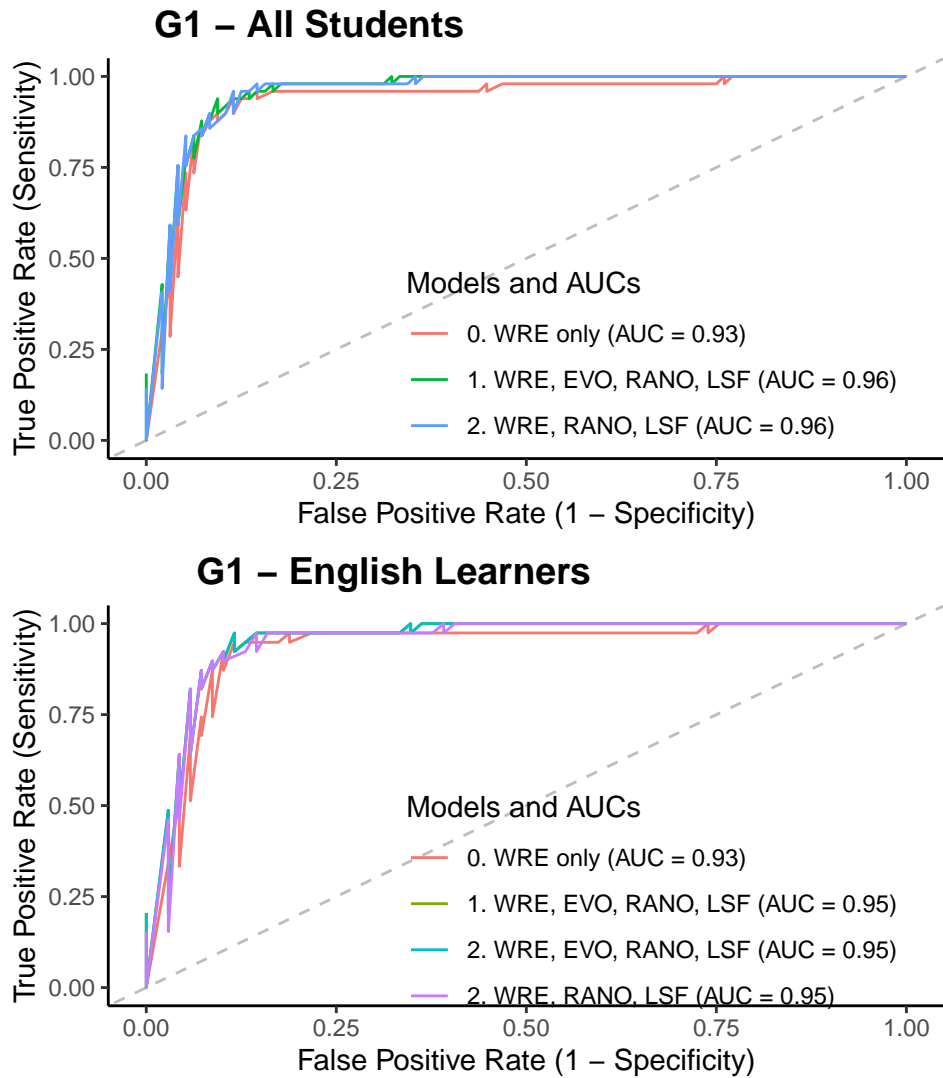 G1 – All Students
True Positive Rate (Sensitivity)
1.00
0.75
0.50
0.25
0.00
Models and AUCs
0. WRE only (AUC = 0.93)
1. WRE, EVO, RANO, LSF (AUC = 0.96)
2. WRE, RANO, LSF (AUC = 0.96)
0.00 0.25 0.50 0.75 1.00
False Positive Rate (1 – Specificity)
G1 – English Learners
True Positive Rate (Sensitivity)
1.00
0.75
0.50
0.25
0.00
Models and AUCs
0. WRE only (AUC = 0.93)
1. WRE, EVO, RANO, LSF (AUC = 0.95)
2. WRE, EVO, RANO, LSF (AUC = 0.95)
2. WRE, RANO, LSF (AUC = 0.95)
0.00 0.25 0.50 0.75 1.00
False Positive Rate (1 – Specificity)